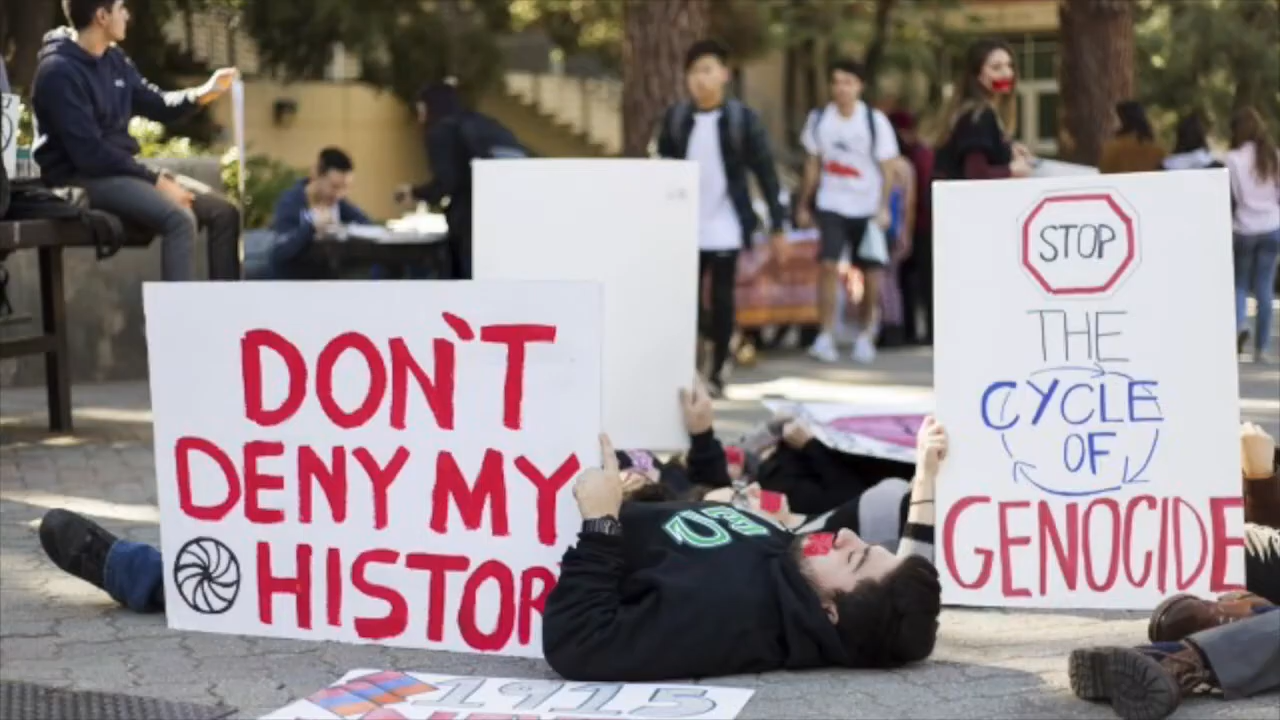 DON'T
DENY MY
HISTOR
STOP
THE
CYCLE
OF
GENOCIDE
1915